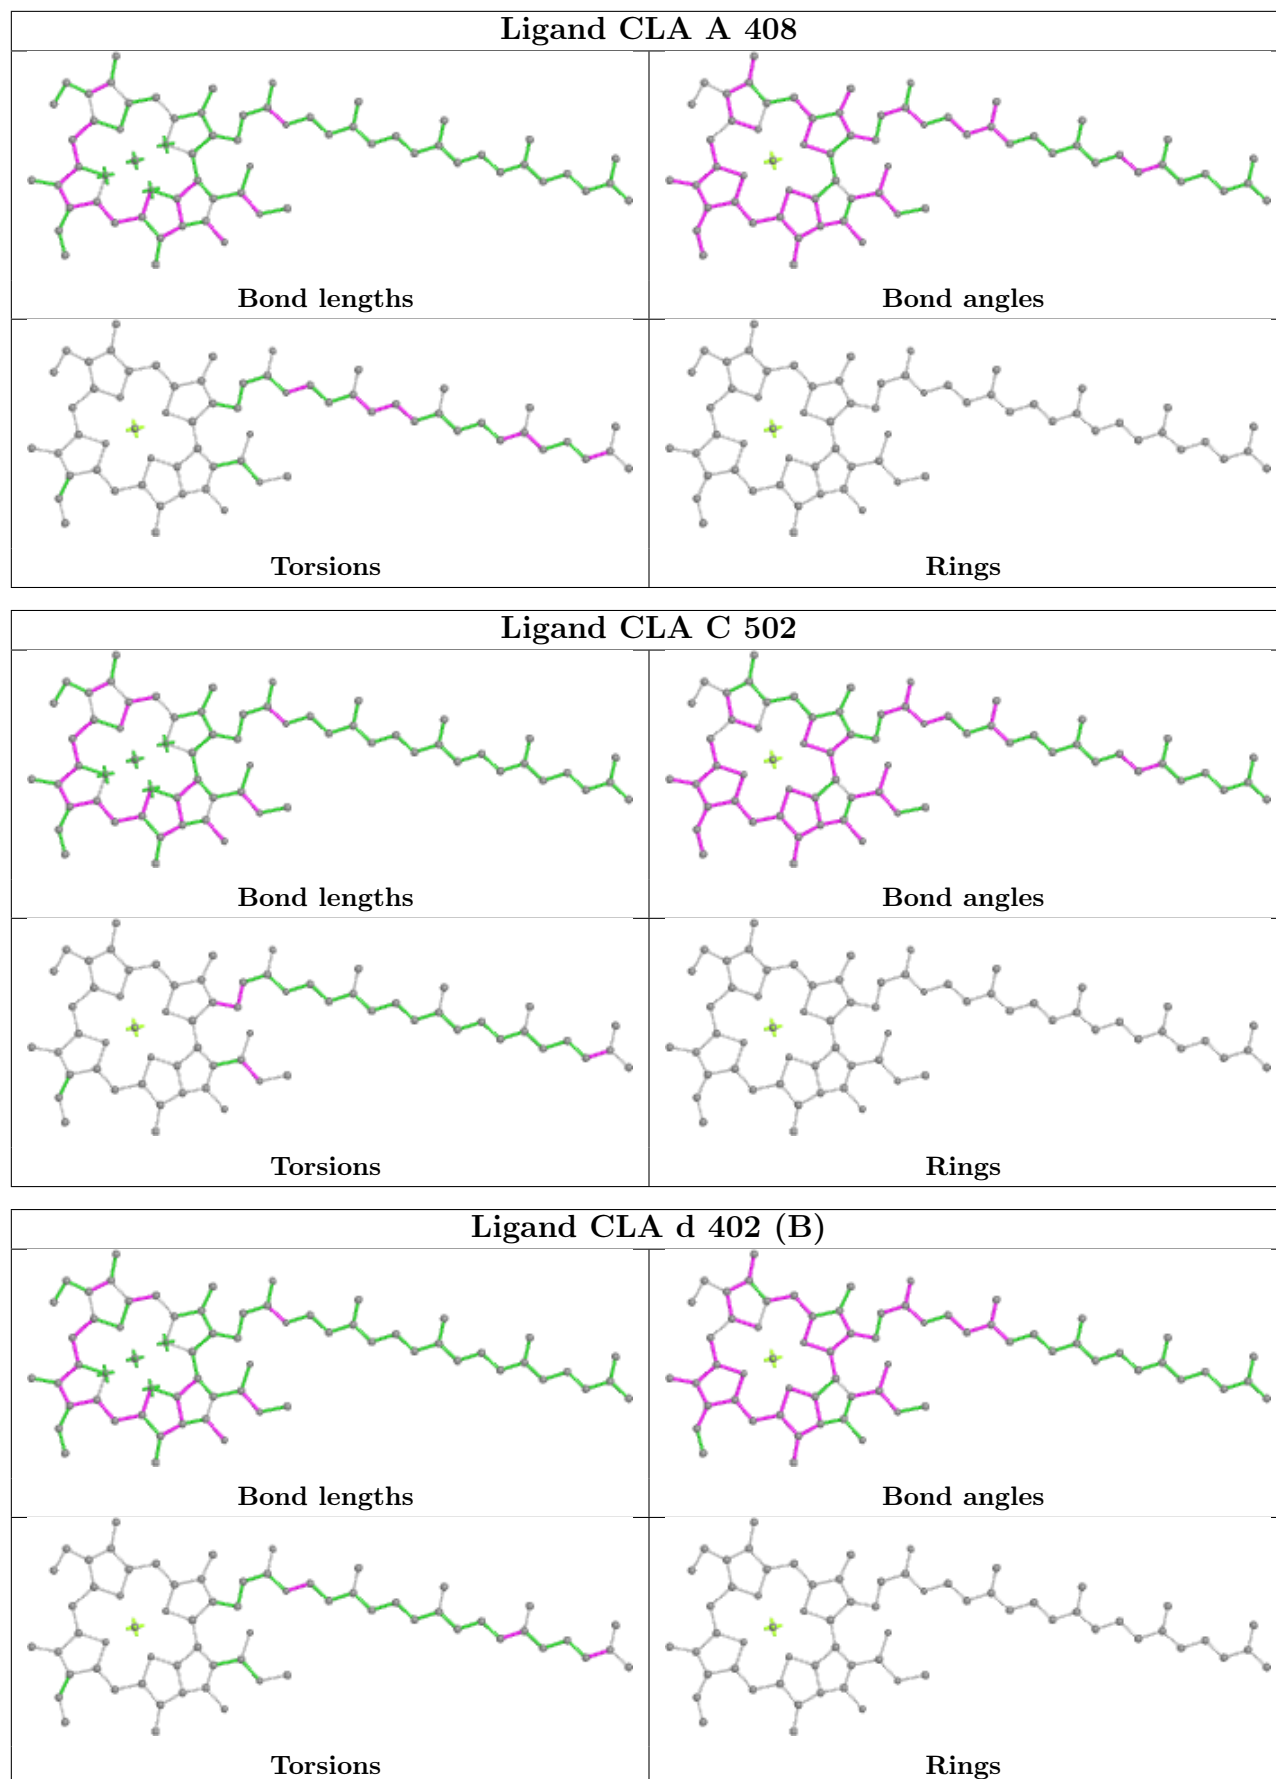 Ligand CLA A 408
Bond lengths
Bond angles
Torsions
Rings
Ligand CLA C 502
Bond lengths
Bond angles
Torsions
Rings
Ligand CLA d 402 (B)
Bond lengths
Bond angles
Torsions
Rings